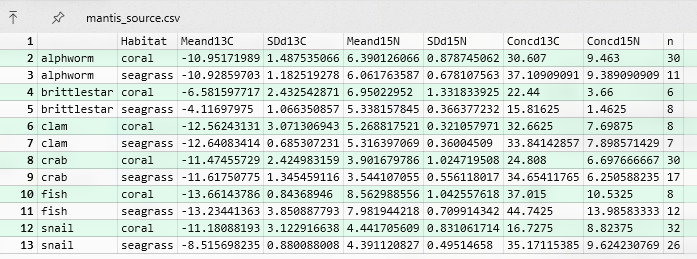 mantis_source.csv
1 Habitat Meand13C SDd13C Meand15N SDd15N Concd13C Concd15N n
2 alphworm coral -10.95171989 1.487535066 6.390126066 0.878745062 30.607 9.463 30
3 alphworm seagrass -10.92859703 1.182519278 6.061763587 0.678107563 37.10909091 9.389090909 11
4 brittlestar coral -6.581597717 2.432542871 6.95022952 1.331833925 22.44 3.66 6
5 brittlestar seagrass -4.11697975 1.066350857 5.338157845 0.366377232 15.81625 1.4625 8
6 clam coral -12.56243131 3.071306943 5.268817521 0.321057971 32.6625 7.69875 8
7 clam seagrass -12.64083414 0.685307231 5.316397069 0.36004509 33.84142857 7.898571429 7
8 crab coral -11.47455729 2.424983159 3.901679786 1.024719508 24.808 6.697666667 30
9 crab seagrass -11.61750775 1.345459116 3.544107055 0.556118017 34.65411765 6.250588235 17
10 fish coral -13.66143786 0.84368946 8.562988556 1.042557618 37.015 10.5325 8
11 fish seagrass -13.23441363 3.850887793 7.981944218 0.709914342 44.7425 13.98583333 12
12 snail coral -11.18088193 3.122916638 4.441705609 0.831061714 16.7275 8.82375 32
13 snail seagrass -8.515698235 0.880088008 4.391120827 0.49514658 35.17115385 9.624230769 26